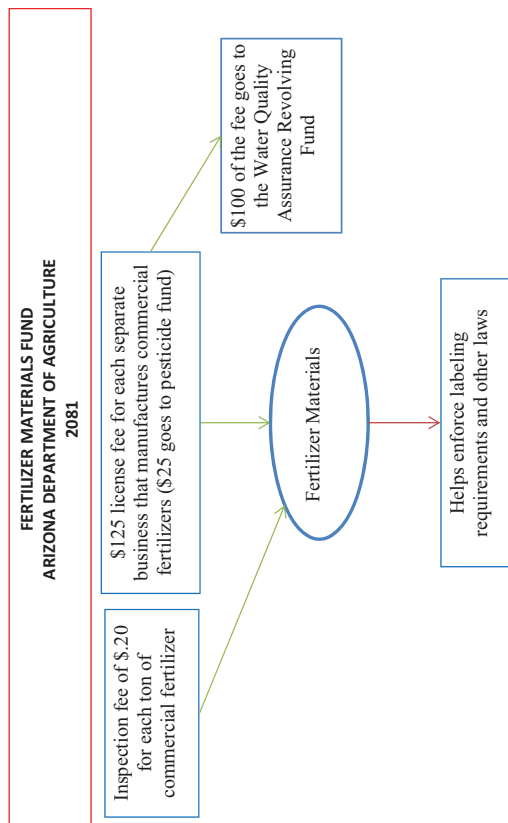 FERTILIZER MATERIALS FUND
ARIZONA DEPARTMENT OF AGRICULTURE
2081
Inspection fee of $.20
for each ton of
commercial fertilizer
$125 license fee for each separate
business that manufactures commercial
fertilizers ($25 goes to pesticide fund)
$100 of the fee goes to
the Water Quality
Assurance Revolving
Fund
Fertilizer Materials
Helps enforce labeling
requirements and other laws